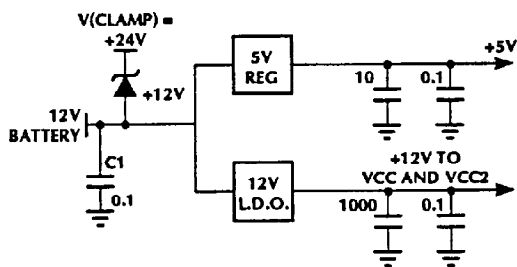 V(CLAMP) =
+24V
+12V
12V
BATTERY
C1
0.1
5V
REG
10
0.1
+5V
12V
L.D.O.
+12V TO
VCC AND VCC2
1000
0.1